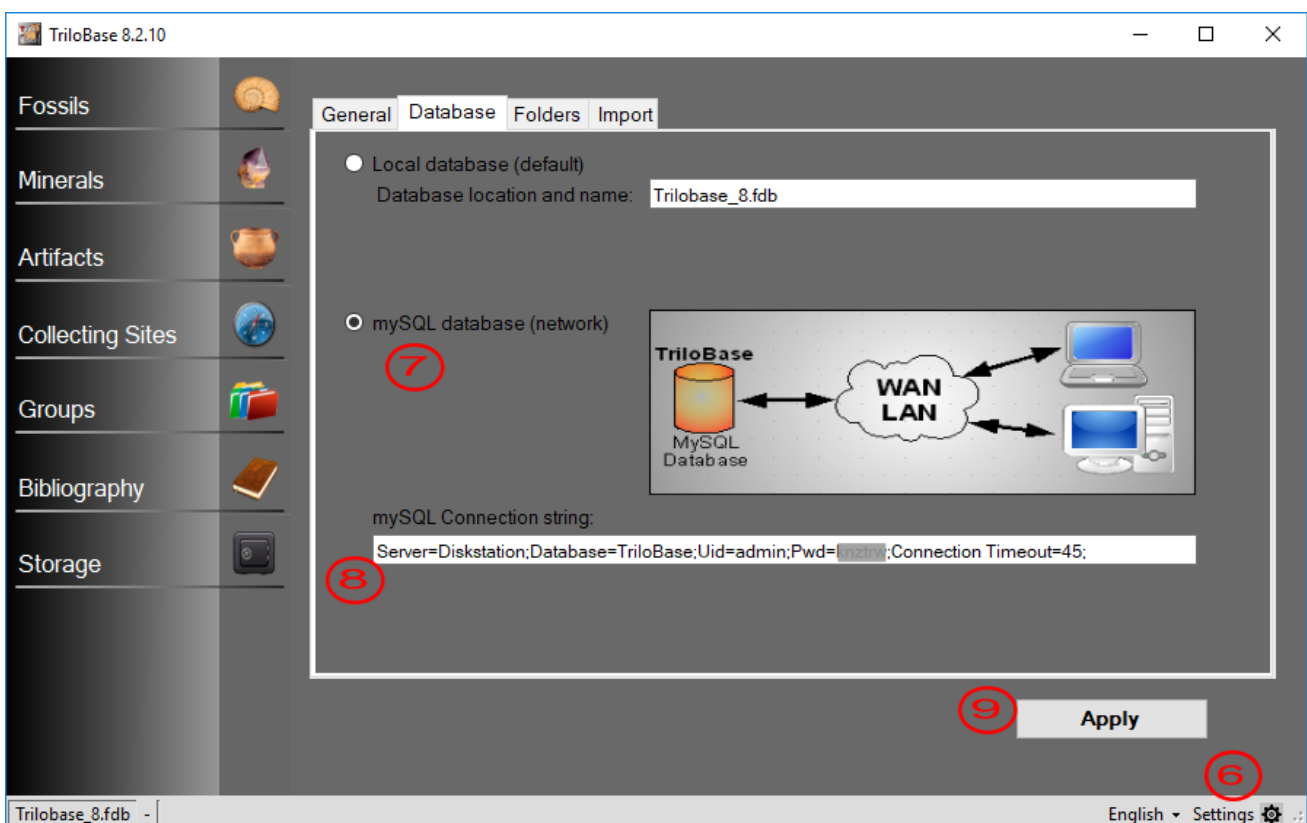 TriloBase 8.2.10
Fossils
Minerals
Artifacts
Collecting Sites
Groups
Bibliography
Storage
General Database Folders Import
Local database (default)
Database location and name: Trilobase_8.fdb
mySQL database (network)
7
TriloBase
WAN
LAN
MySQL
Database
mySQL Connection string:
Server=Diskstation;Database=TriloBase;Uid=admin;Pwd= ;Connection Timeout=45;
8
9
Apply
6
Trilobase_8.fdb -
English Settings